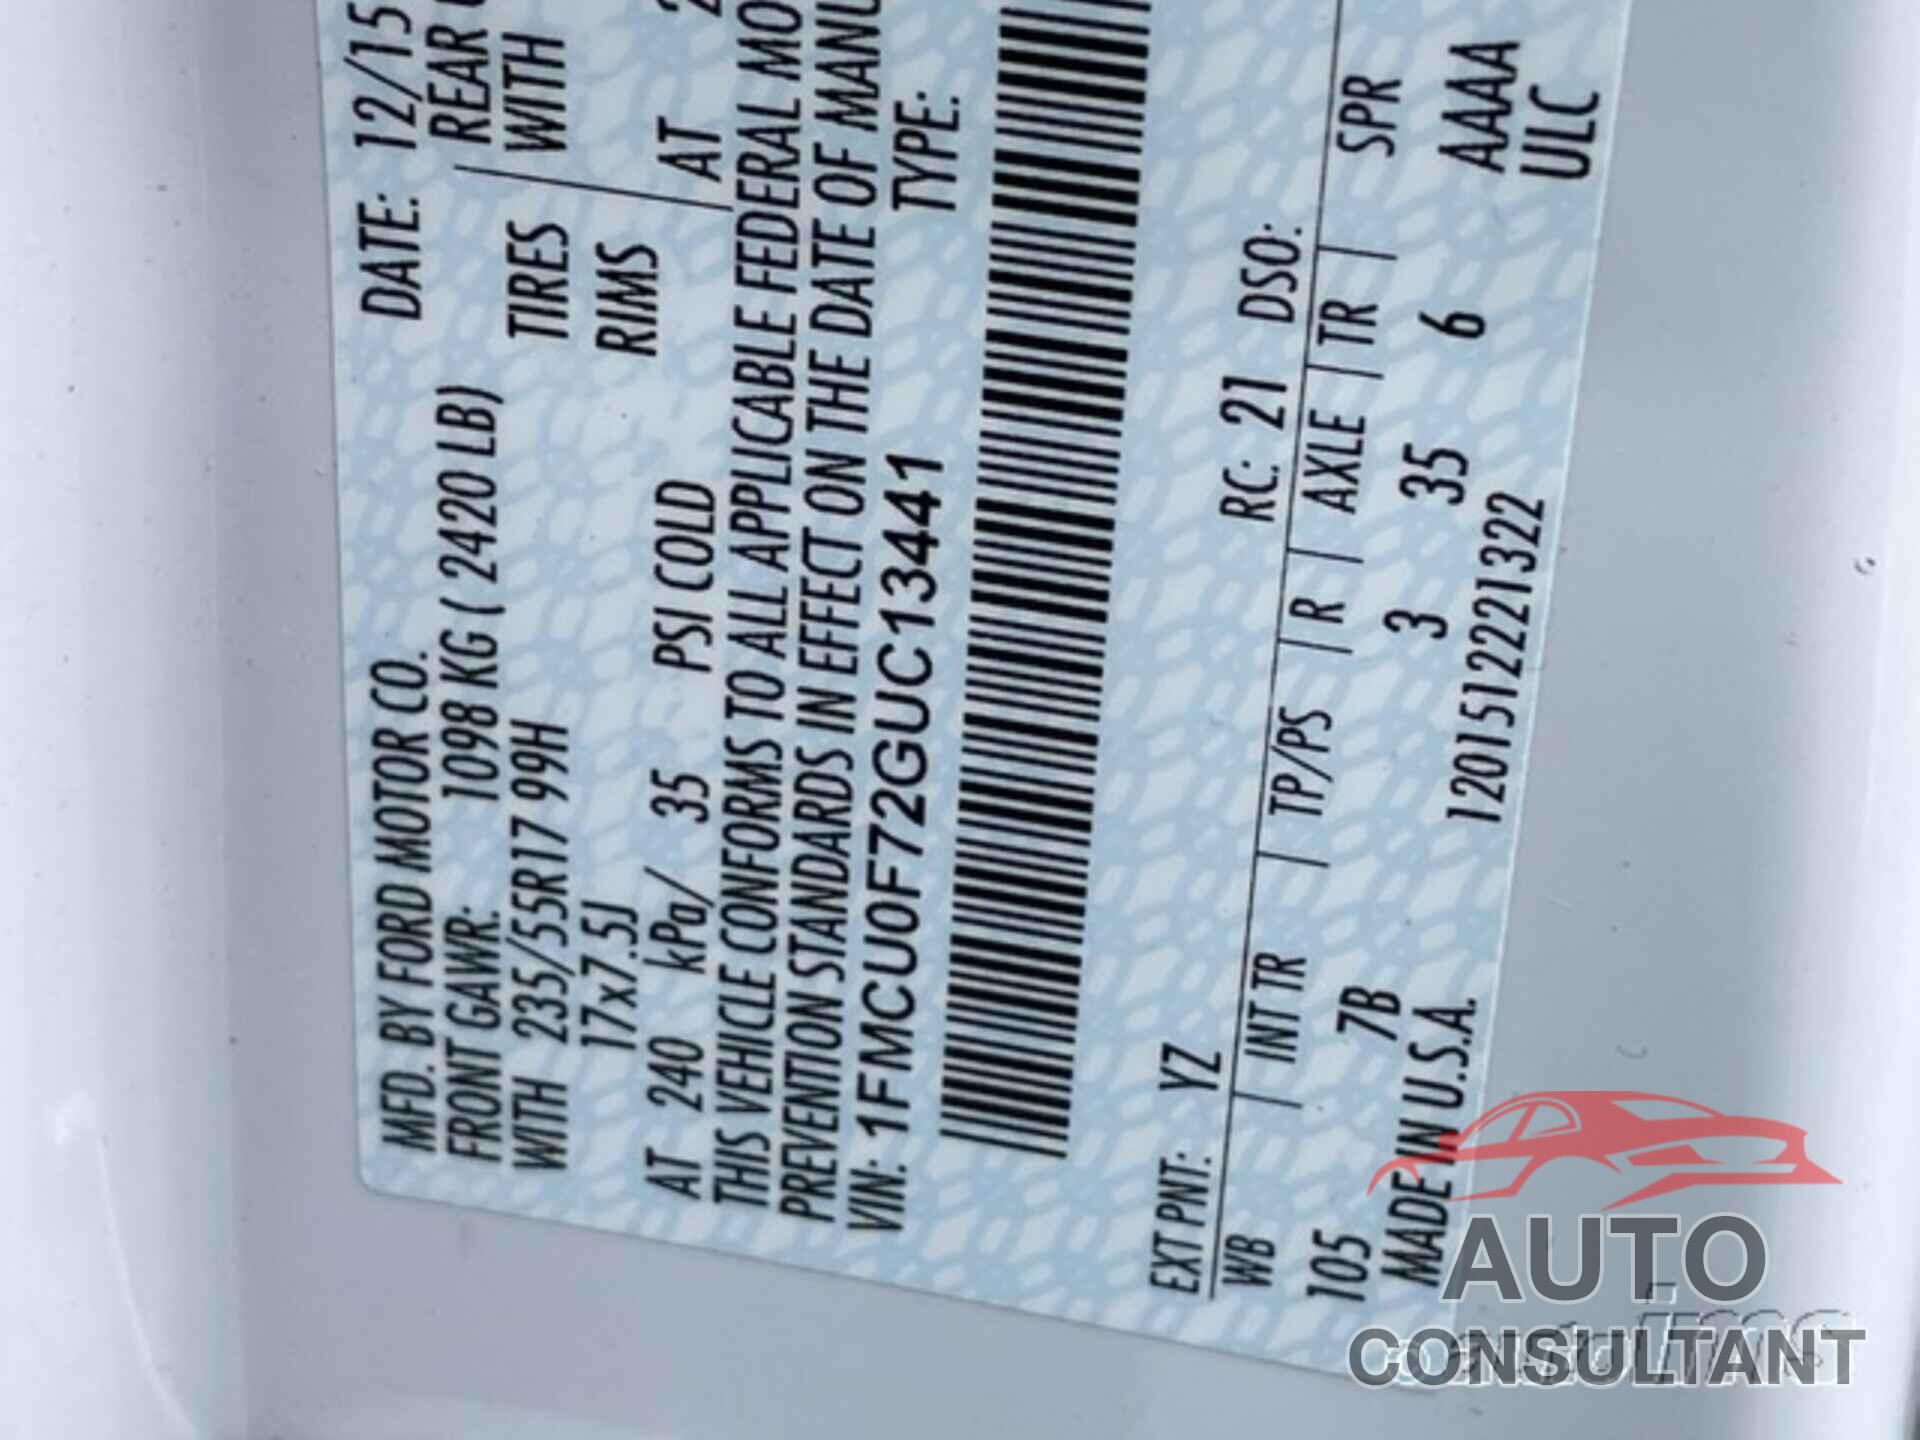 MFD. BY FORD MOTOR CO. DATE: 12/15
FRONT GAWR: 1098 KG ( 2420 LB) REAR
WITH 235/55R17 99H TIRES WITH
17x7.5J RIMS
AT 240 kPa/ 35 PSI COLD AT 2
THIS VEHICLE CONFORMS TO ALL APPLICABLE FEDERAL MO
PREVENTION STANDARDS IN EFFECT ON THE DATE OF MANU
VIN: 1FMCU0F72GUC13441 TYPE:
EXT PNT: YZ RC: 21 DSO:
WB | INT TR | TP/PS | R | AXLE | TR | SPR
105 7B 3 35 6 AAAA
MADE IN U.S.A. 1201512221322 ULC
AUTO
CONSULTANT